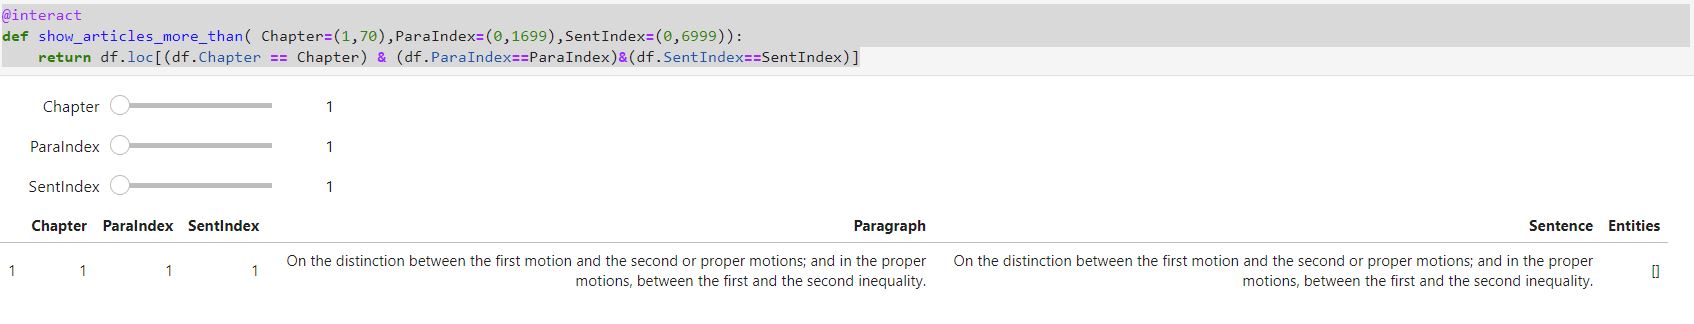 @interact
def show_articles_more_than( Chapter=(1,70),ParaIndex=(0,1699),SentIndex=(0,6999)):
    return df.loc[(df.Chapter == Chapter) & (df.ParaIndex==ParaIndex)&(df.SentIndex==SentIndex)]
Chapter 1
ParaIndex 1
SentIndex 1
Chapter ParaIndex SentIndex Paragraph Sentence Entities
1 1 1 1 On the distinction between the first motion and the second or proper motions; and in the proper On the distinction between the first motion and the second or proper motions; and in the proper []
motions, between the first and the second inequality. motions, between the first and the second inequality.